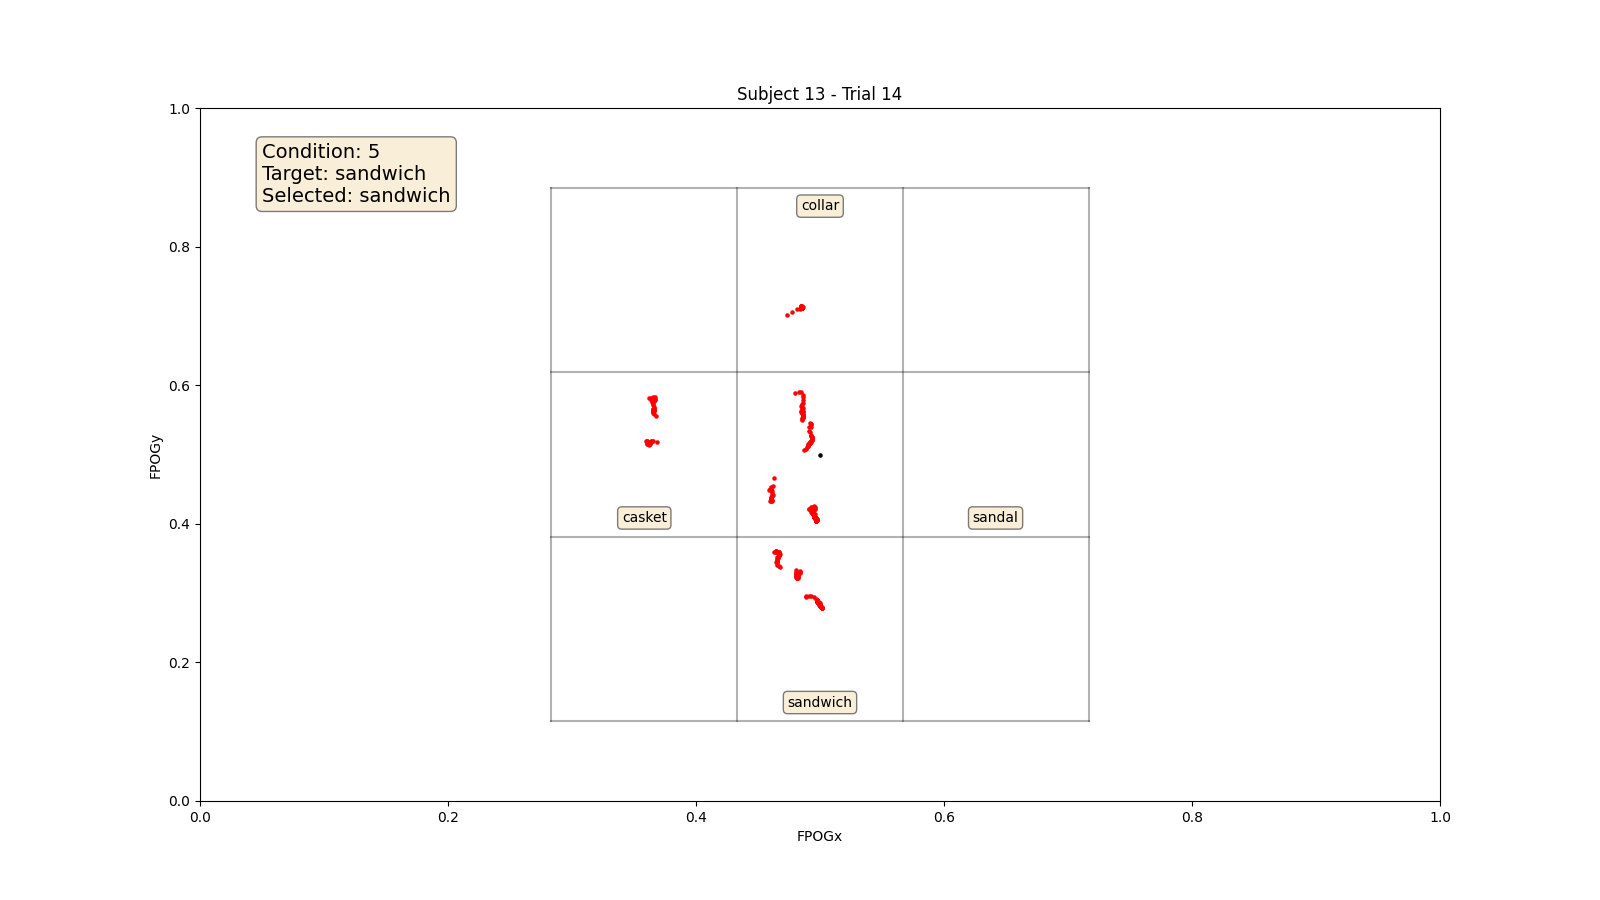 Subject 13 - Trial 14
1.0
Condition: 5
Target: sandwich
Selected: sandwich
collar
0.8
0.6
FPOGy
casket
sandal
0.4
0.2
sandwich
0.0
0.0 0.2 0.4 0.6 0.8 1.0
FPOGx